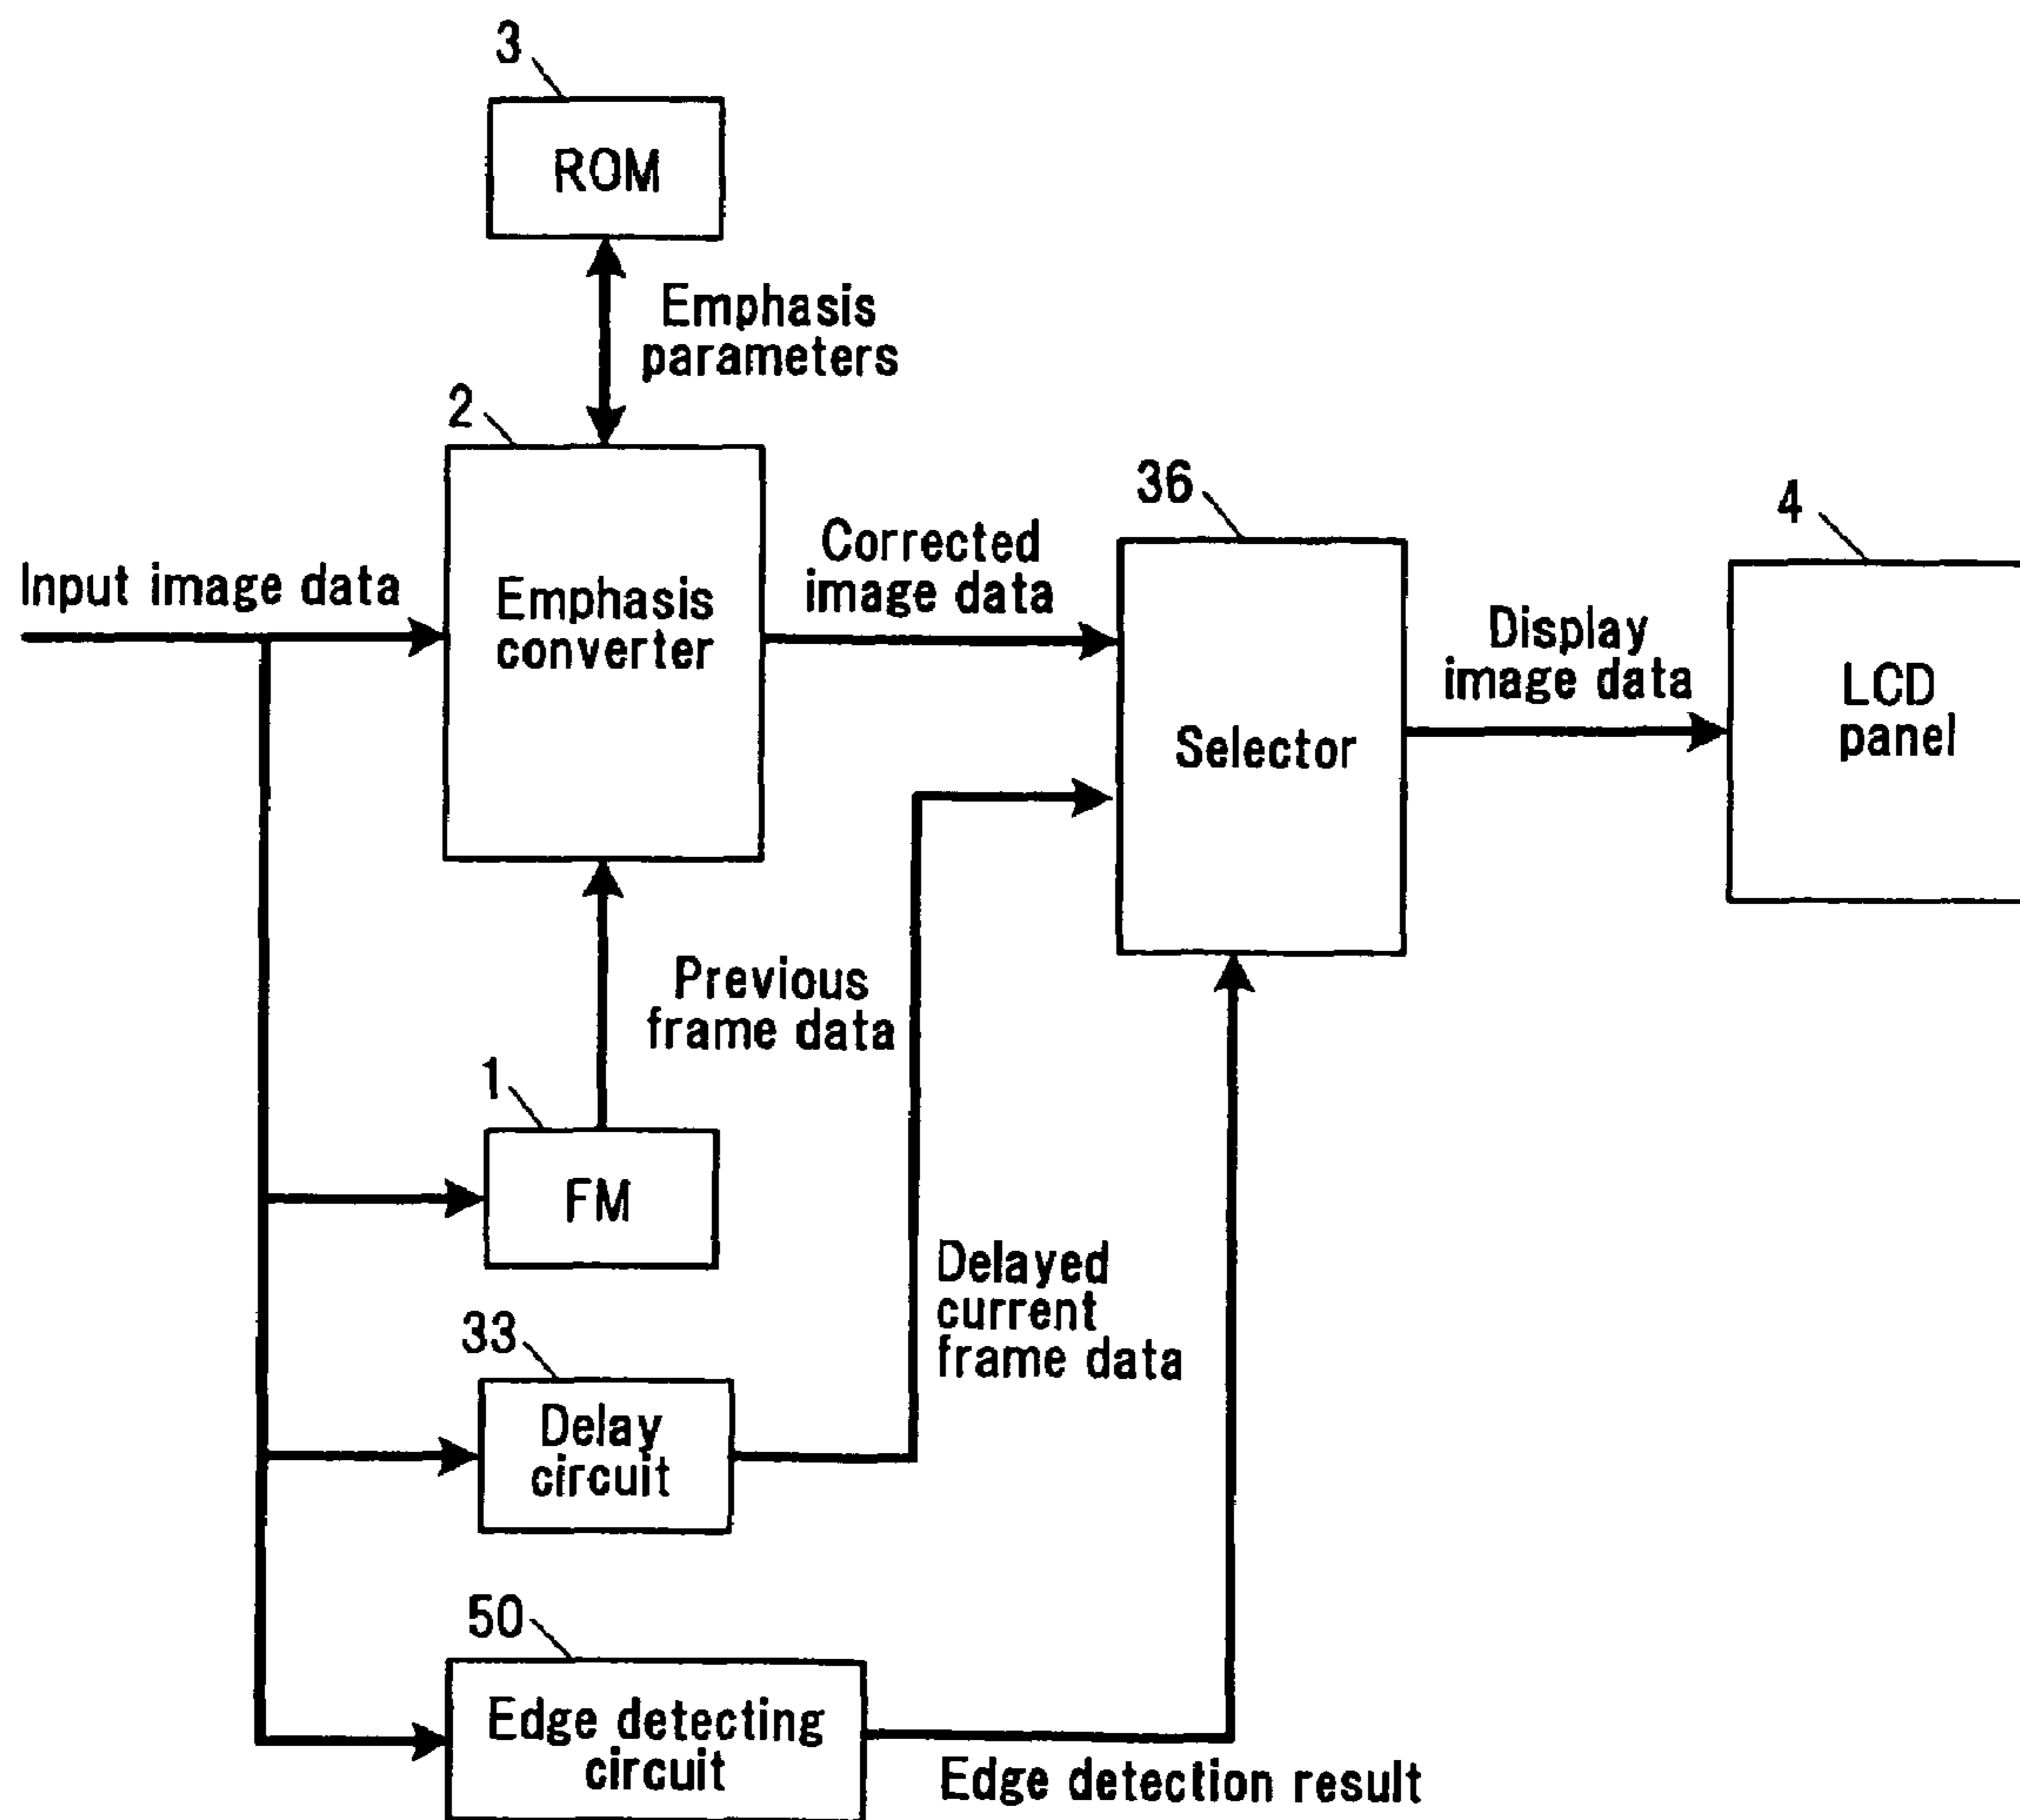 3
ROM
Emphasis
parameters
2
Input image data
Emphasis
converter
Corrected
image data
36
Selector
Display
image data
4
LCD
panel
Previous
frame data
1
FM
Delayed
current
frame data
33
Delay
circuit
50
Edge detecting
circuit
Edge detection result